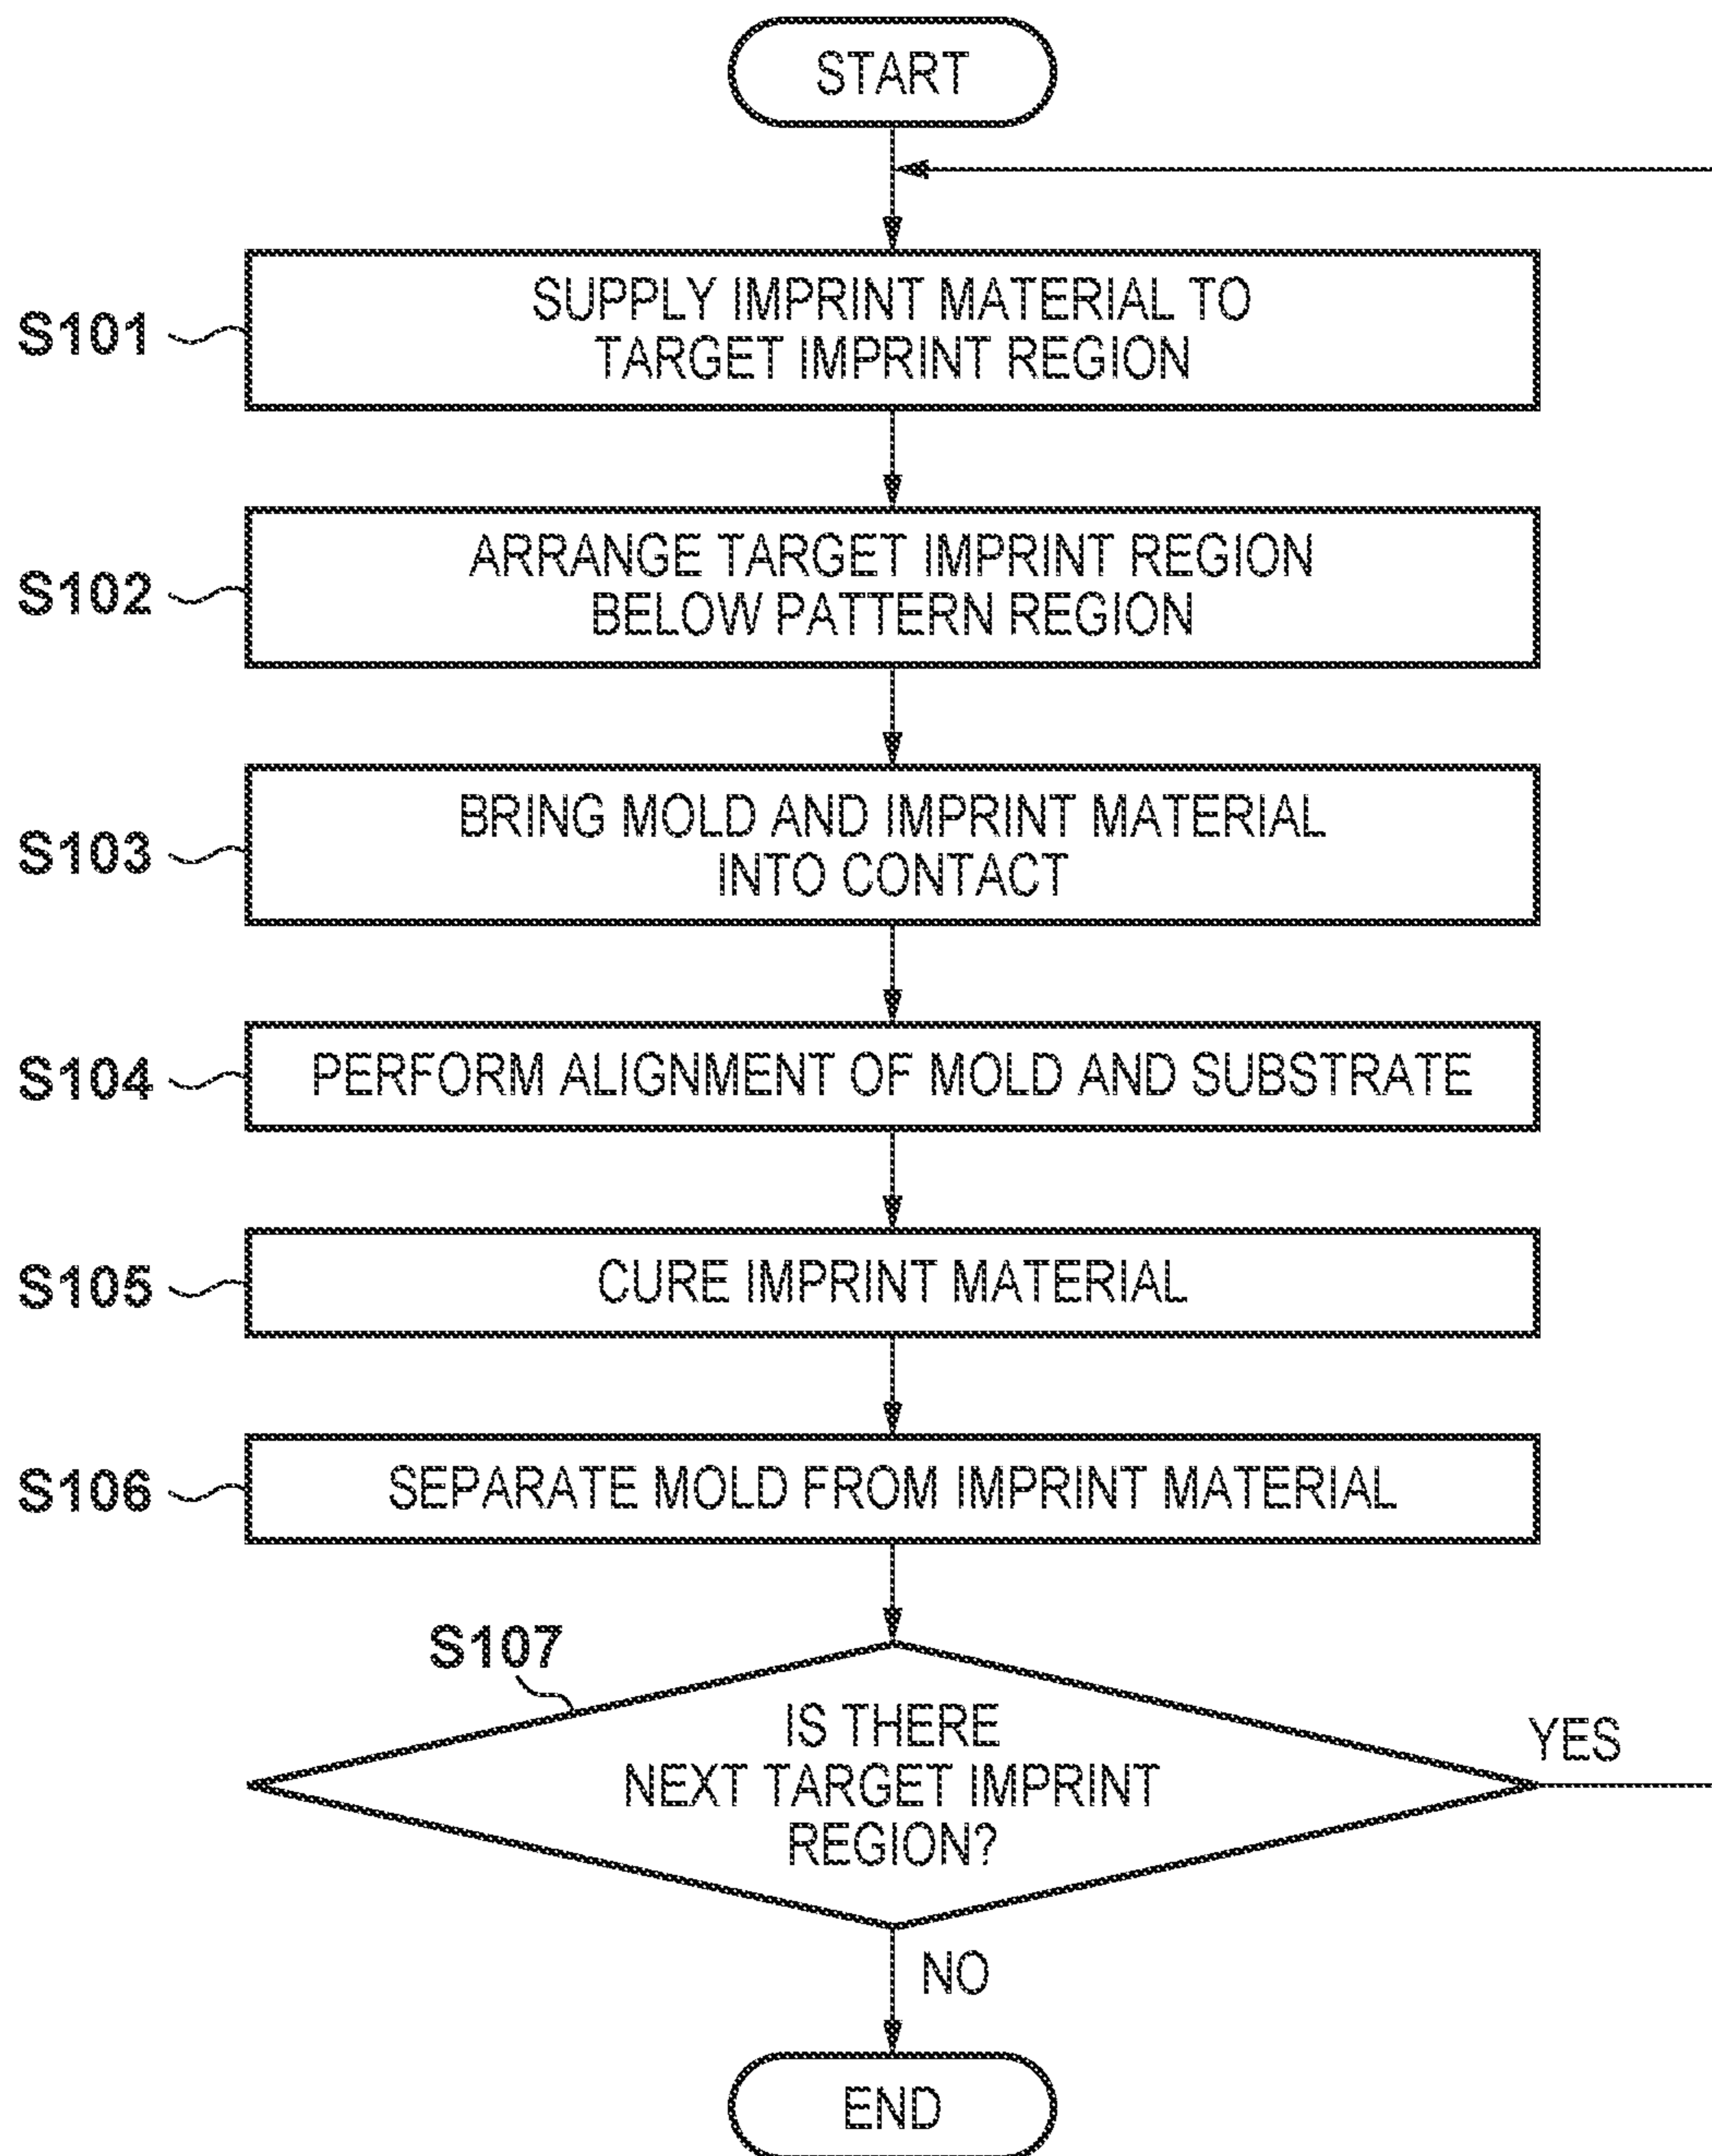 START
S101
SUPPLY IMPRINT MATERIAL TO
TARGET IMPRINT REGION
S102
ARRANGE TARGET IMPRINT REGION
BELOW PATTERN REGION
S103
BRING MOLD AND IMPRINT MATERIAL
INTO CONTACT
S104
PERFORM ALIGNMENT OF MOLD AND SUBSTRATE
S105
CURE IMPRINT MATERIAL
S106
SEPARATE MOLD FROM IMPRINT MATERIAL
S107
IS THERE
NEXT TARGET IMPRINT
REGION?
YES
NO
END